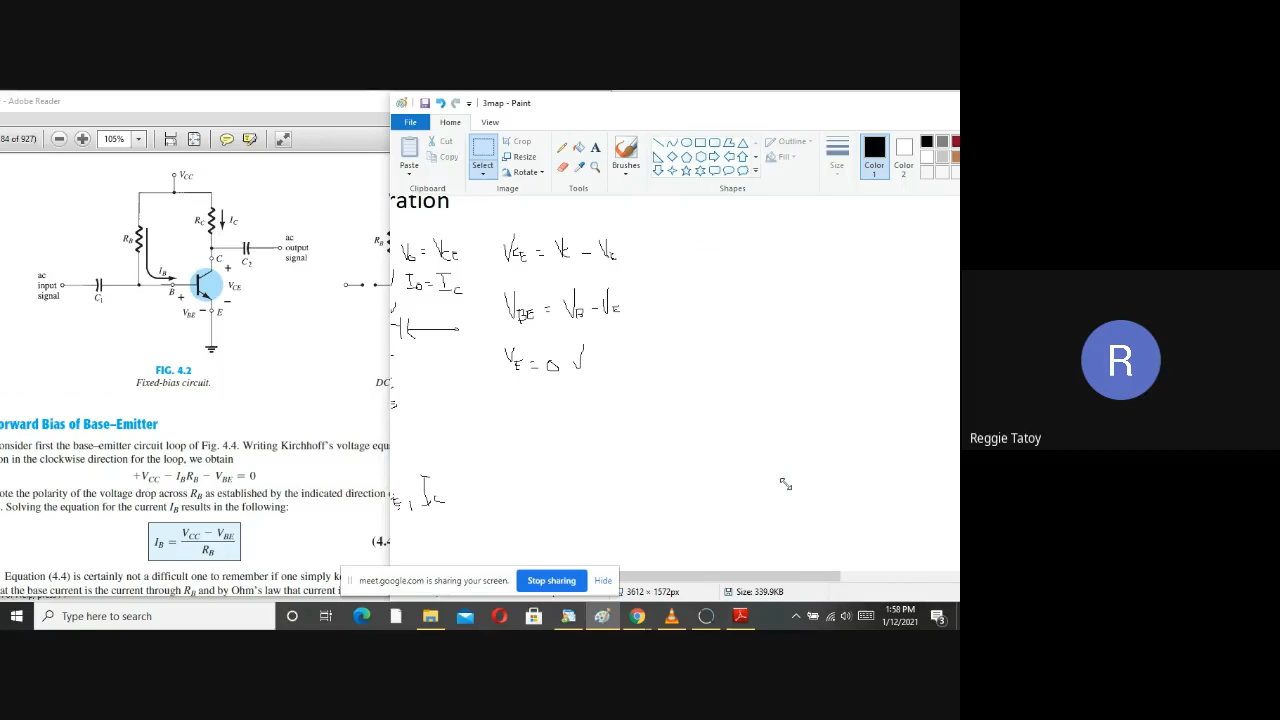 - Adobe Reader
84 of 927)
105%
VCC
RC
IC
RB
ac
output
signal
C
C2
IB
ac
input
signal
C1
B
VCE
VBE
E
FIG. 4.2
Fixed-bias circuit.
DC
orward Bias of Base–Emitter
onsider first the base–emitter circuit loop of Fig. 4.4. Writing Kirchhoff's voltage equ
on in the clockwise direction for the loop, we obtain
+VCC − IBRB − VBE = 0
ote the polarity of the voltage drop across RB as established by the indicated direction
. Solving the equation for the current IB results in the following:
IB = VCC − VBE
RB
(4.4
Equation (4.4) is certainly not a difficult one to remember if one simply k
at the base current is the current through RB and by Ohm's law that current i
3map - Paint
File Home View
Paste
Cut
Copy
Clipboard
Select
Crop
Resize
Rotate
Image
Tools
Brushes
Outline
Fill
Shapes
Size
Color
1
Color
2
ration
Vo = VCE
Io = IC
VCE = VC − VE
VBE = VB − VE
VE = 0 V
E, IC
meet.google.com is sharing your screen.
Stop sharing
Hide
3612 × 1572px
Size: 339.9KB
Type here to search
1:58 PM
1/12/2021
3
R
Reggie Tatoy